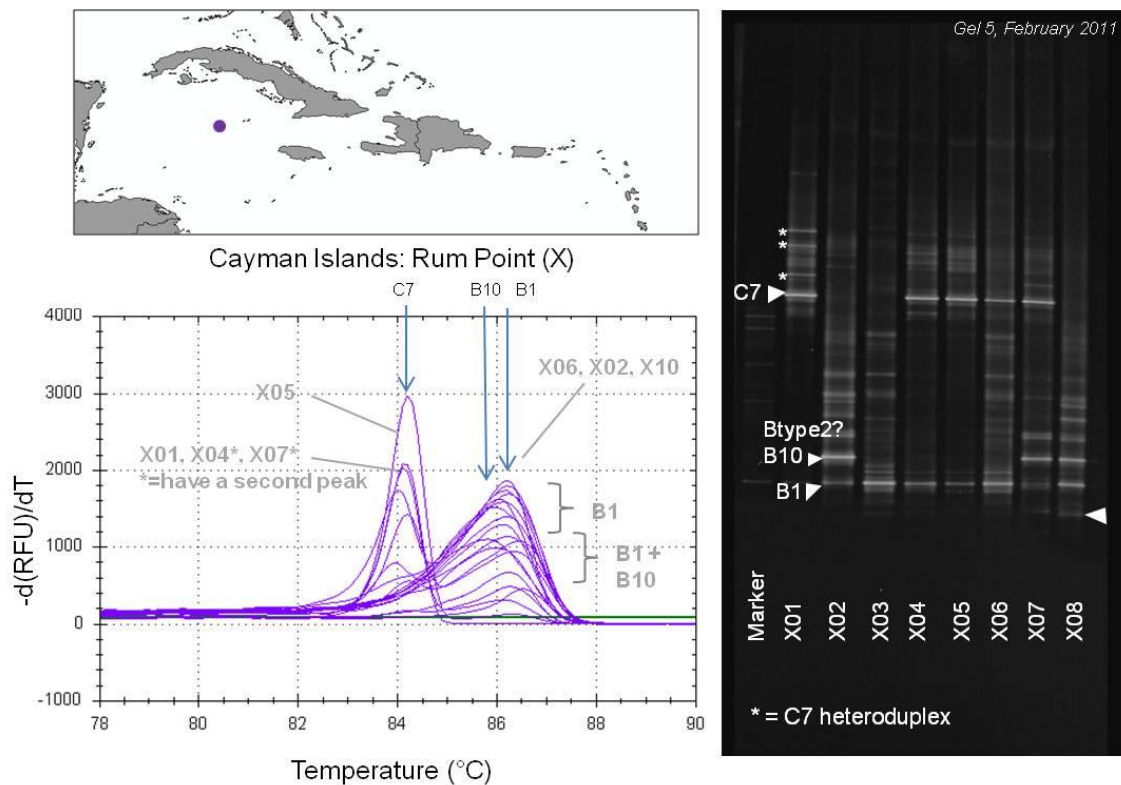 Cayman Islands: Rum Point (X)
C7
B10
B1
4000
3000
2000
1000
0
-1000
-d(RFU)/dT
X05
X06, X02, X10
X01, X04*, X07*
*=have a second peak
B1
B1 +
B10
78
80
82
84
86
88
90
Temperature (°C)
Gel 5, February 2011
*
*
*
C7
Btype2?
B10
B1
Marker
X01
X02
X03
X04
X05
X06
X07
X08
* = C7 heteroduplex